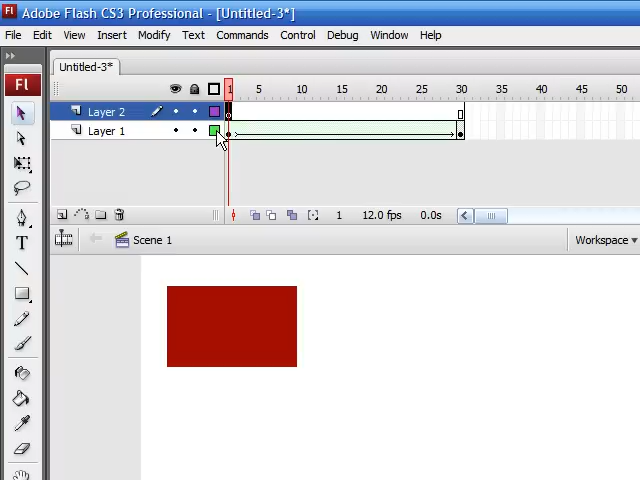 Fl Adobe Flash CS3 Professional - [Untitled-3*]
File Edit View Insert Modify Text Commands Control Debug Window Help
Untitled-3*
Fl
1 5 10 15 20 25 30 35 40 45 50
Layer 2
Layer 1
1 12.0 fps 0.0s
Scene 1 Workspace
T